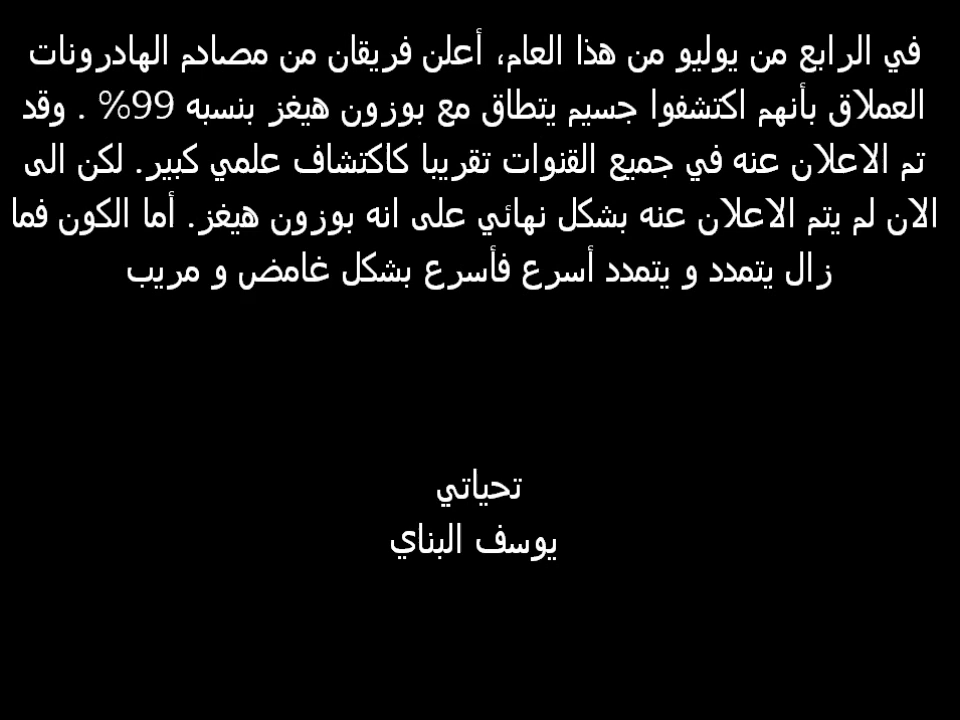 في الرابع من يوليو من هذا العام، أعلن فريقان من مصادم الهادرونات
العملاق بأنهم اكتشفوا جسيم يتطاق مع بوزون هيغز بنسبه 99% . وقد
تم الاعلان عنه في جميع القنوات تقريبا كاكتشاف علمي كبير. لكن الى
الان لم يتم الاعلان عنه بشكل نهائي على انه بوزون هيغز. أما الكون فما
زال يتمدد و يتمدد أسرع فأسرع بشكل غامض و مريب
تحياتي
يوسف البناي